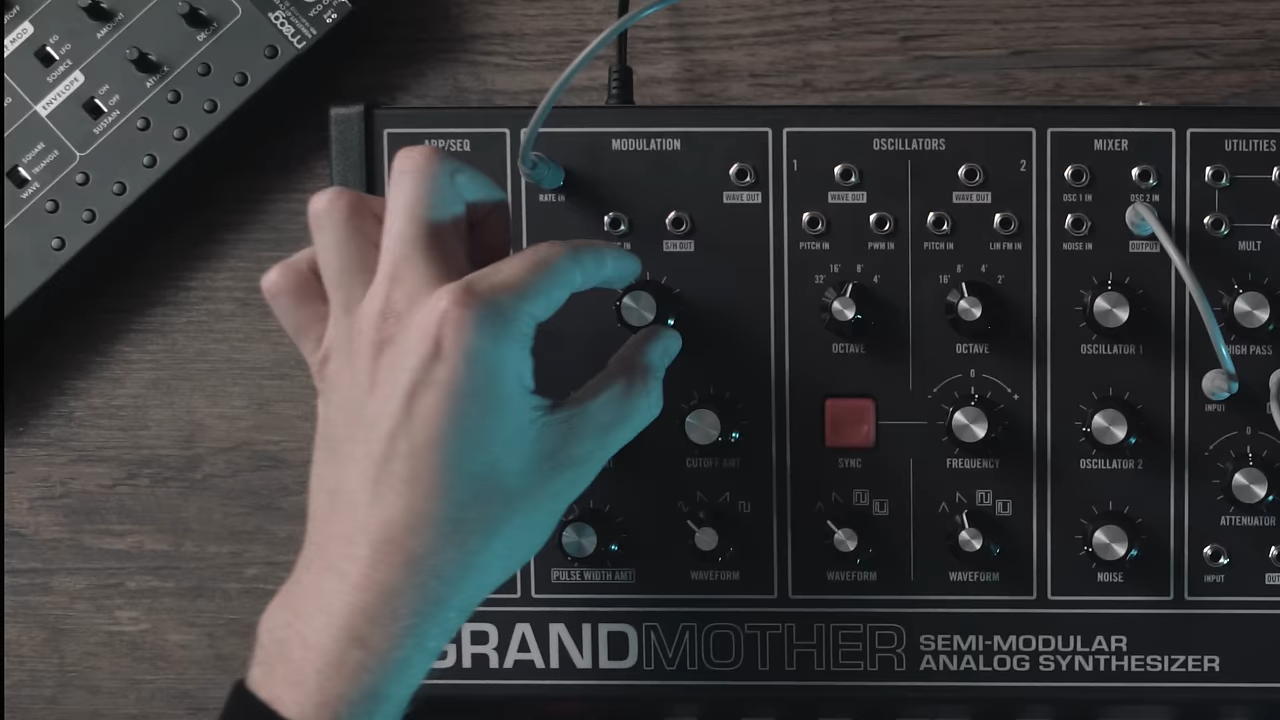 MOD
AMOUNT
DECAY
EG
LFO
SOURCE
ATTACK
ENVELOPE
ON
OFF
SUSTAIN
SQUARE
TRIANGLE
WAVE
moog
VCO
ARP/SEQ
MODULATION
RATE IN
WAVE OUT
IN
S/H OUT
CUTOFF AMT
PULSE WIDTH AMT
WAVEFORM
OSCILLATORS
1
2
WAVE OUT
WAVE OUT
PITCH IN
PWM IN
PITCH IN
LIN FM IN
32'
16'
8'
4'
16'
8'
4'
2'
OCTAVE
OCTAVE
0
- +
SYNC
FREQUENCY
WAVEFORM
WAVEFORM
MIXER
OSC 1 IN
OSC 2 IN
NOISE IN
OUTPUT
OSCILLATOR 1
OSCILLATOR 2
NOISE
UTILITIES
MULT
HIGH PASS
INPUT
0
ATTENUATOR
INPUT
GRANDMOTHER
SEMI-MODULAR
ANALOG SYNTHESIZER